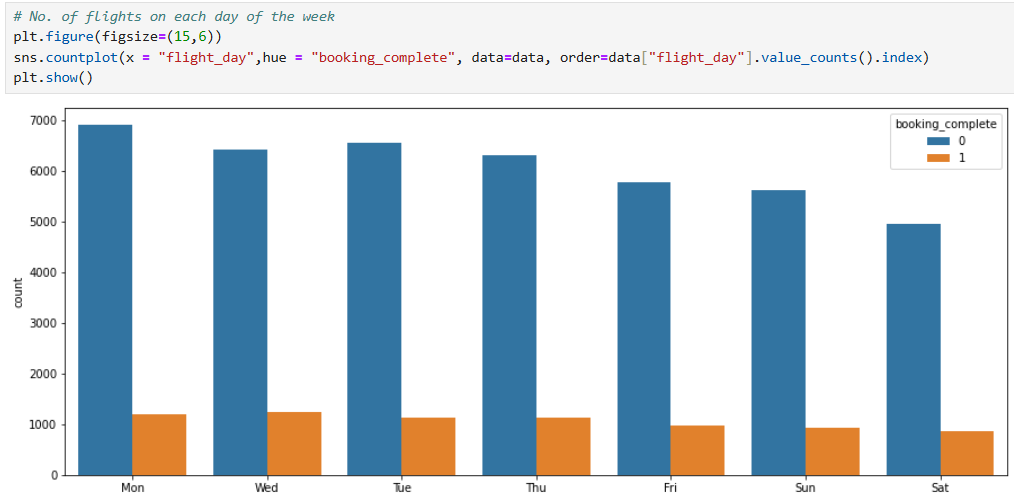 # No. of flights on each day of the week
plt.figure(figsize=(15,6))
sns.countplot(x = "flight_day",hue = "booking_complete", data=data, order=data["flight_day"].value_counts().index)
plt.show()
booking_complete
0
1
7000
6000
5000
4000
3000
2000
1000
0
count
Mon Wed Tue Thu Fri Sun Sat